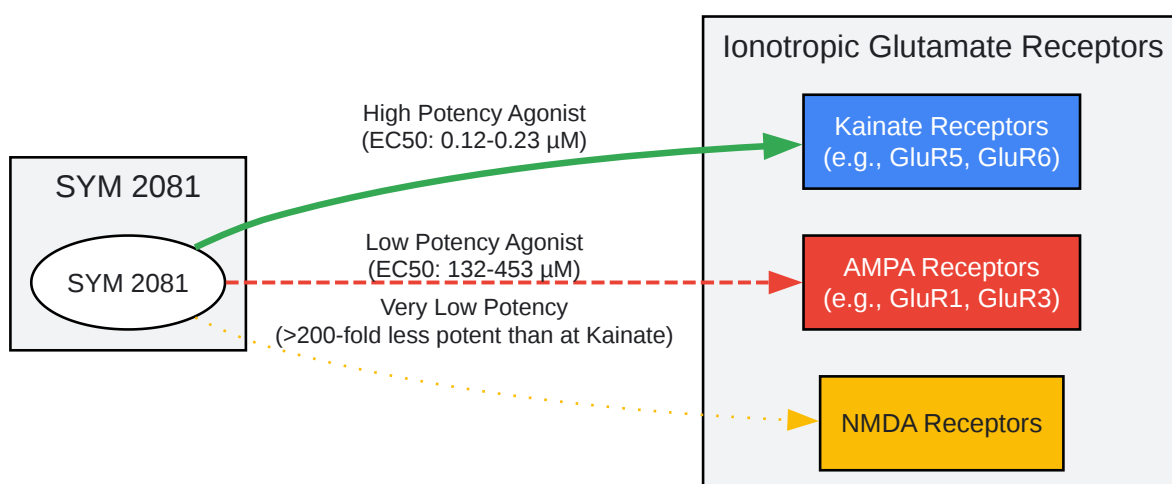 Ionotropic Glutamate Receptors
High Potency Agonist
(EC50: 0.12-0.23 µM)
Kainate Receptors
(e.g., GluR5, GluR6)
SYM 2081
SYM 2081
Low Potency Agonist
(EC50: 132-453 µM)
AMPA Receptors
(e.g., GluR1, GluR3)
Very Low Potency
(>200-fold less potent than at Kainate)
NMDA Receptors